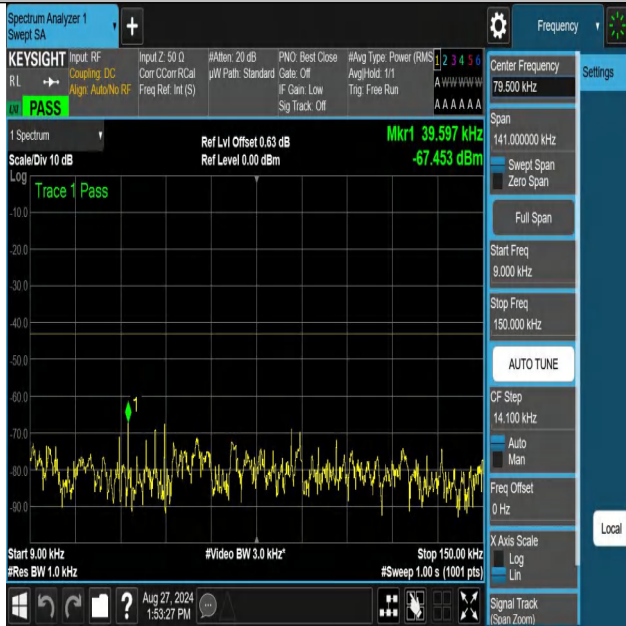 Spectrum Analyzer 1
Swept SA
+
Frequency
KEYSIGHT
RL
PASS
Input: RF
Coupling: DC
Align: Auto/No RF
Input Z: 50 Ω
Corr CCorr RCal
Freq Ref: Int (S)
#Atten: 20 dB
µW Path: Standard
PNO: Best Close
Gate: Off
IF Gain: Low
Sig Track: Off
#Avg Type: Power (RMS
Avg|Hold: 1/1
Trig: Free Run
1 2 3 4 5 6
A W W W W W
A A A A A A
1 Spectrum
Scale/Div 10 dB
Log
Ref Lvl Offset 0.63 dB
Ref Level 0.00 dBm
Mkr1 39.597 kHz
-67.453 dBm
Trace 1 Pass
-10.0
-20.0
-30.0
-40.0
-50.0
-60.0
-70.0
-80.0
-90.0
1
Start 9.00 kHz
#Res BW 1.0 kHz
#Video BW 3.0 kHz*
Stop 150.00 kHz
#Sweep 1.00 s (1001 pts)
?
Aug 27, 2024
1:53:27 PM
Center Frequency
79.500 kHz
Span
141.000000 kHz
Swept Span
Zero Span
Full Span
Start Freq
9.000 kHz
Stop Freq
150.000 kHz
AUTO TUNE
CF Step
14.100 kHz
Auto
Man
Freq Offset
0 Hz
X Axis Scale
Log
Lin
Signal Track
(Span Zoom)
Settings
Local